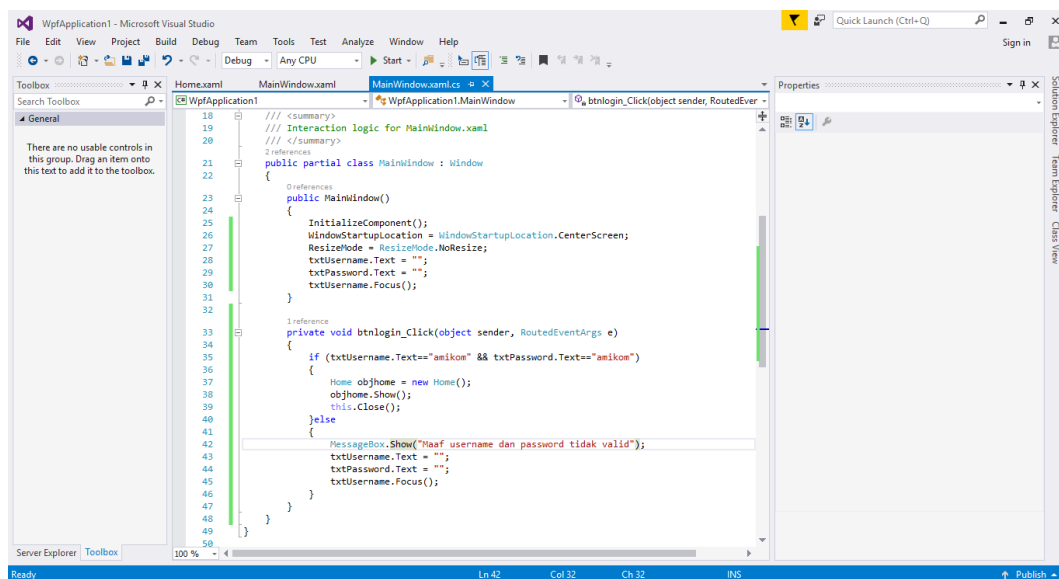 WpfApplication1 - Microsoft Visual Studio
Quick Launch (Ctrl+Q)
File Edit View Project Build Debug Team Tools Test Analyze Window Help
Sign in
Debug Any CPU Start
Toolbox
Home.xaml MainWindow.xaml MainWindow.xaml.cs
Properties
Search Toolbox
WpfApplication1 WpfApplication1.MainWindow btnlogin_Click(object sender, RoutedEver
General
There are no usable controls in
this group. Drag an item onto
this text to add it to the toolbox.
18 /// <summary>
19 /// Interaction logic for MainWindow.xaml
20 /// </summary>
2 references
21 public partial class MainWindow : Window
22 {
0 references
23 public MainWindow()
24 {
25 InitializeComponent();
26 WindowStartupLocation = WindowStartupLocation.CenterScreen;
27 ResizeMode = ResizeMode.NoResize;
28 txtUsername.Text = "";
29 txtPassword.Text = "";
30 txtUsername.Focus();
31 }
32
1 reference
33 private void btnlogin_Click(object sender, RoutedEventArgs e)
34 {
35 if (txtUsername.Text=="amikom" && txtPassword.Text=="amikom")
36 {
37 Home objhome = new Home();
38 objhome.Show();
39 this.Close();
40 }else
41 {
42 MessageBox.Show("Maaf username dan password tidak valid");
43 txtUsername.Text = "";
44 txtPassword.Text = "";
45 txtUsername.Focus();
46 }
47 }
48 }
49 }
50
100 %
Solution Explorer
Team Explorer
Class View
Server Explorer Toolbox
Ready Ln 42 Col 32 Ch 32 INS Publish